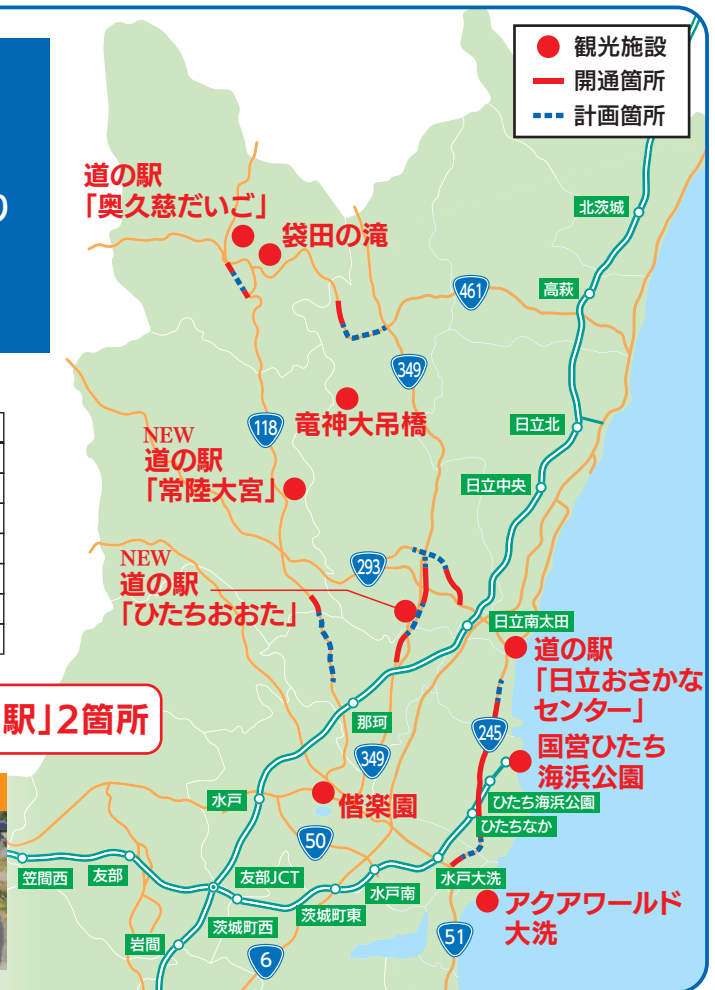 観光施設
開通箇所
計画箇所
道の駅
「奥久慈だいご」
袋田の滝
北茨城
461
高萩
349
竜神大吊橋
118
日立北
NEW
道の駅
「常陸大宮」
日立中央
NEW
道の駅
「ひたちおおた」
293
日立南太田
道の駅
「日立おさかな
センター」
駅」2箇所
那珂
245
349
国営ひたち
海浜公園
水戸
偕楽園
ひたち海浜公園
ひたちなか
50
笠間西
友部
友部JCT
水戸南
水戸大洗
茨城町東
茨城町西
アクアワールド
大洗
岩間
6
51